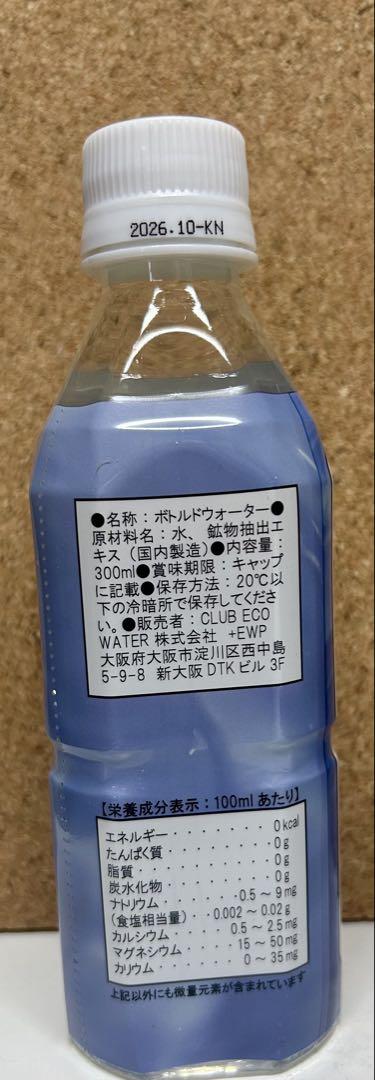 2026.10-KN
●名称：ボトルドウォーター●
原材料名：水、鉱物抽出エ
キス（国内製造）●内容量：
300ml●賞味期限：キャップ
に記載●保存方法：20℃以
下の冷暗所で保存してくださ
い。●販売者：CLUB ECO
WATER 株式会社 +EWP
大阪府大阪市淀川区西中島
5-9-8 新大阪 DTK ビル 3F
【栄養成分表示：100ml あたり】
エネルギー・・・・・・・0kcal
たんぱく質・・・・・・・・0g
脂質・・・・・・・・・・・0g
炭水化物・・・・・・・・・0g
ナトリウム・・・・・0.5～9mg
（食塩相当量）・・0.002～0.02g
カルシウム・・・・0.5～2.5mg
マグネシウム・・・・15～50mg
カリウム・・・・・・0～35mg
上記以外にも微量元素が含まれています